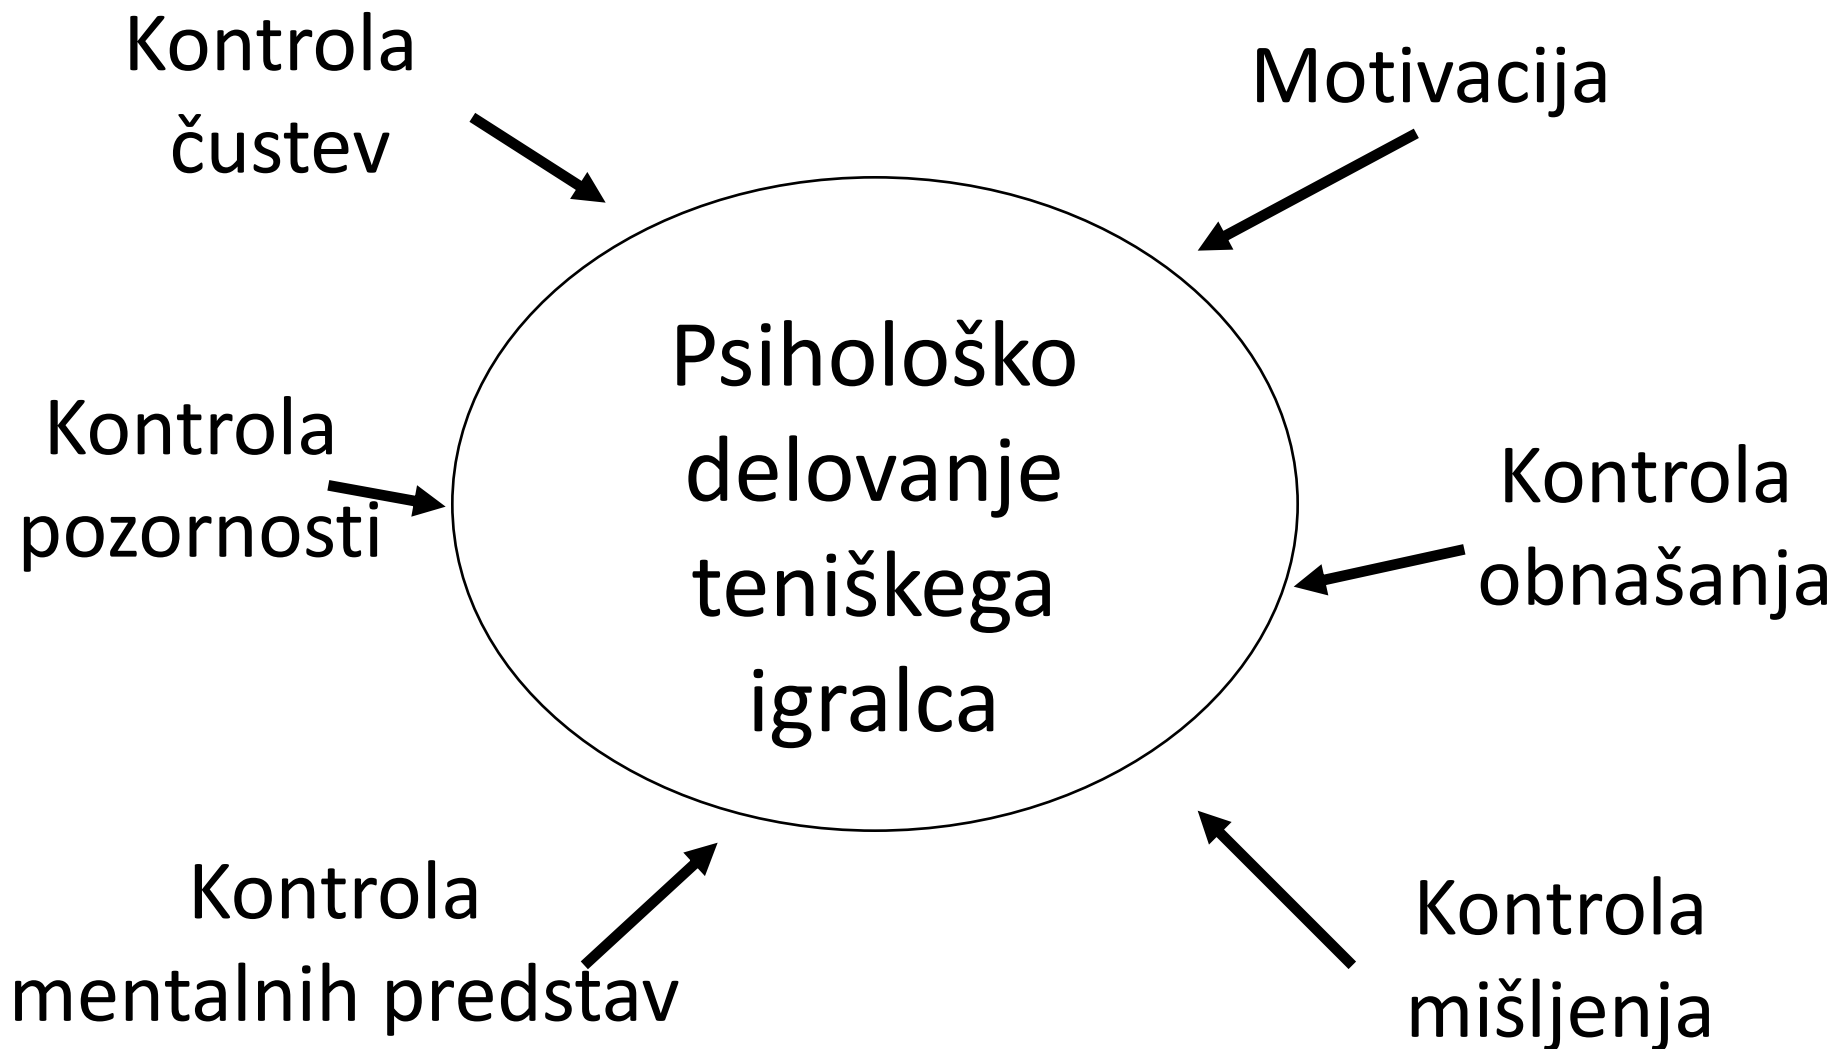 Kontrola
čustev
Motivacija
Psihološko
delovanje
teniškega
igralca
Kontrola
pozornosti
Kontrola
obnašanja
Kontrola
mentalnih predstav
Kontrola
mišljenja